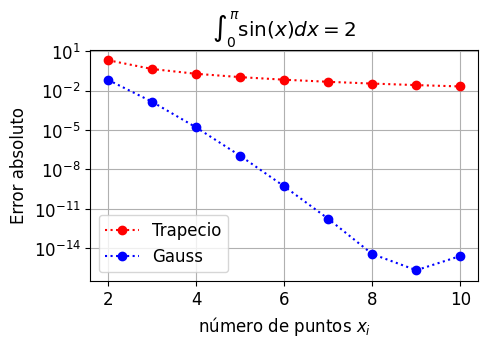 ∫₀^π sin(x)dx = 2
Error absoluto
10¹
10⁻²
10⁻⁵
10⁻⁸
10⁻¹¹
10⁻¹⁴
Trapecio
Gauss
2 4 6 8 10
número de puntos xᵢ